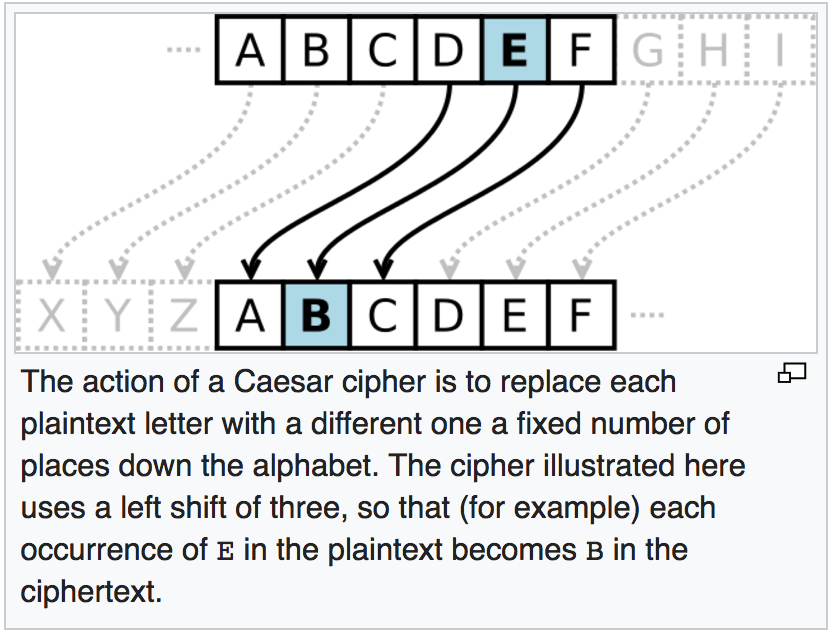 ···· A B C D E F G H I
X Y Z A B C D E F ····
The action of a Caesar cipher is to replace each
plaintext letter with a different one a fixed number of
places down the alphabet. The cipher illustrated here
uses a left shift of three, so that (for example) each
occurrence of E in the plaintext becomes B in the
ciphertext.